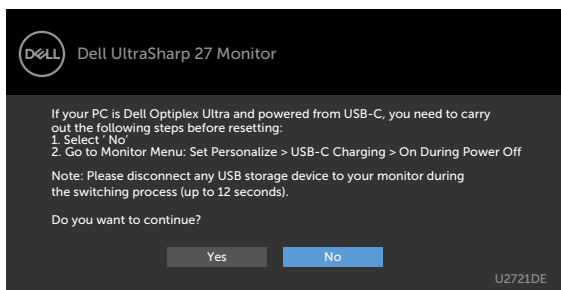 DELL
Dell UltraSharp 27 Monitor
If your PC is Dell Optiplex Ultra and powered from USB-C, you need to carry
out the following steps before resetting:
1. Select ‘ No’
2. Go to Monitor Menu: Set Personalize > USB-C Charging > On During Power Off
Note: Please disconnect any USB storage device to your monitor during
the switching process (up to 12 seconds).
Do you want to continue?
Yes No
U2721DE